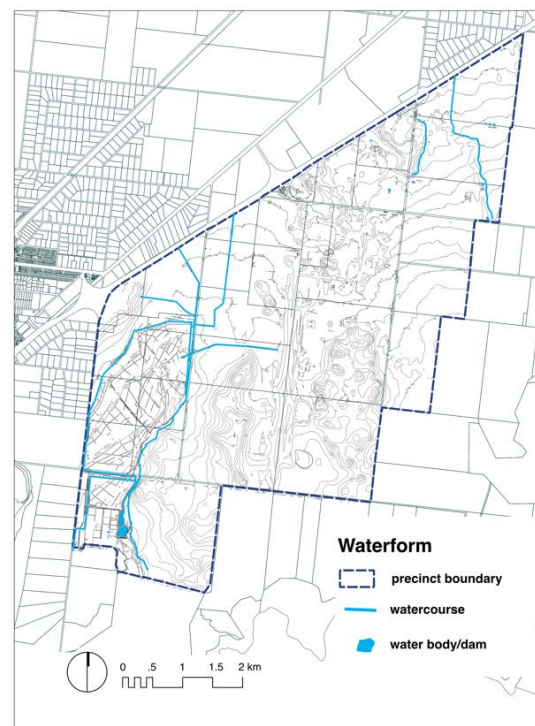 Waterform
precinct boundary
watercourse
water body/dam
0 .5 1 1.5 2 km